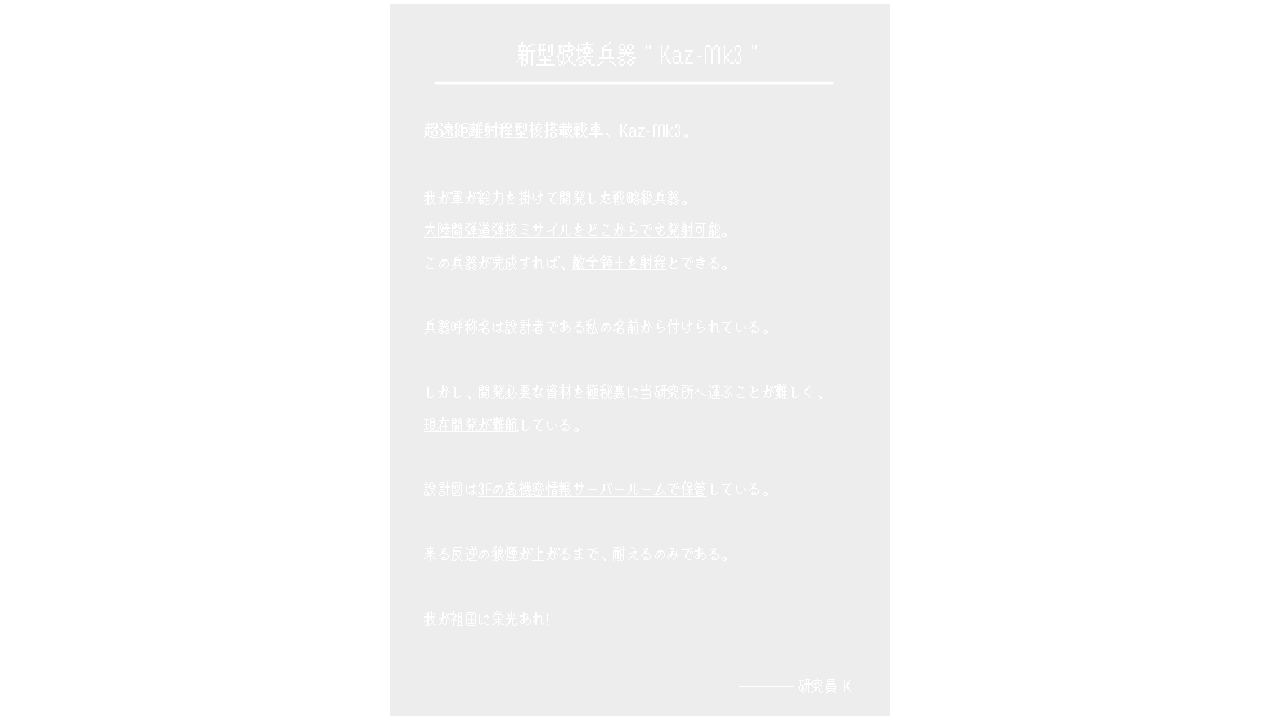 新型破壊兵器 " Kaz-Mk3 "
超遠距離射程型核搭載戦車、Kaz-Mk3。
我が軍が総力を掛けて開発した戦略級兵器。
大陸間弾道弾核ミサイルをどこからでも発射可能。
この兵器が完成すれば、敵全領土を射程とできる。
兵器呼称名は設計者である私の名前から付けられている。
しかし、開発必要な資材を極秘裏に当研究所へ運ぶことが難しく、
現在開発が難航している。
設計図は3Fの高機密情報サーバールームで保管している。
来る反逆の狼煙が上がるまで、耐えるのみである。
我が祖国に栄光あれ!
———— 研究員 K